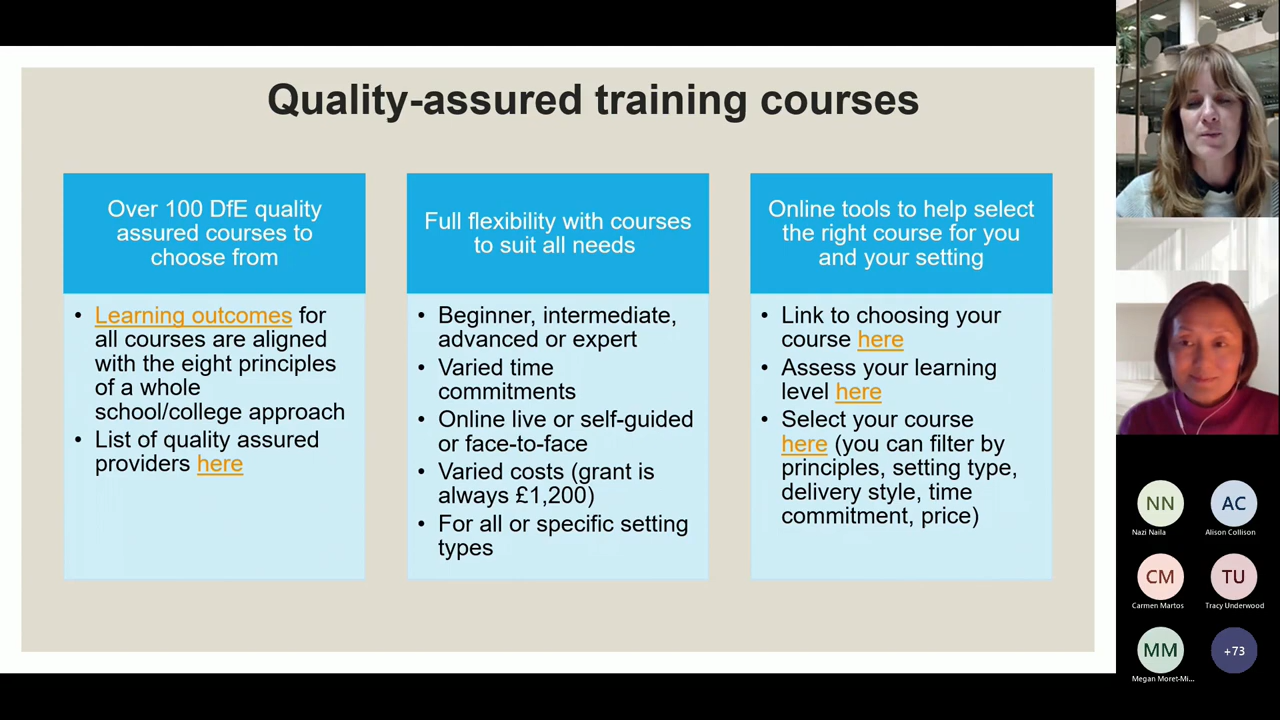 Quality-assured training courses
Over 100 DfE quality
assured courses to
choose from
• Learning outcomes for
all courses are aligned
with the eight principles
of a whole
school/college approach
• List of quality assured
providers here
Full flexibility with courses
to suit all needs
• Beginner, intermediate,
advanced or expert
• Varied time
commitments
• Online live or self-guided
or face-to-face
• Varied costs (grant is
always £1,200)
• For all or specific setting
types
Online tools to help select
the right course for you
and your setting
• Link to choosing your
course here
• Assess your learning
level here
• Select your course
here (you can filter by
principles, setting type,
delivery style, time
commitment, price)
NN
Nazi Naila
AC
Alison Collison
CM
Carmen Martos
TU
Tracy Underwood
MM
Megan Moret-Mi...
+73